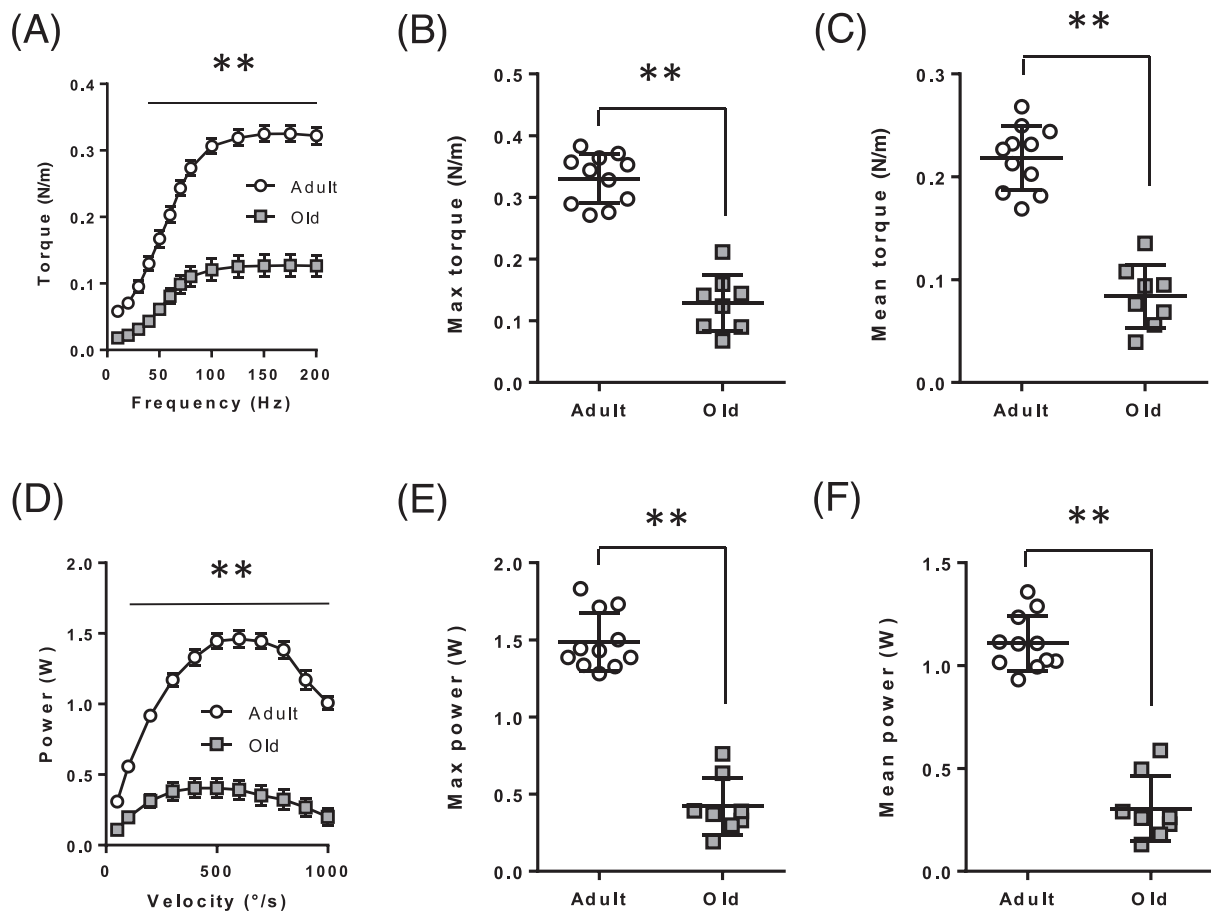 (A)
**
0.4
0.3
0.2
0.1
0.0
Torque (N/m)
Adult
Old
0 50 100 150 200
Frequency (Hz)
(B)
**
0.5
0.4
0.3
0.2
0.1
0.0
Max torque (N/m)
Adult Old
(C)
**
0.3
0.2
0.1
0.0
Mean torque (N/m)
Adult Old
(D)
**
2.0
1.5
1.0
0.5
0.0
Power (W)
Adult
Old
0 500 1000
Velocity (°/s)
(E)
**
2.0
1.5
1.0
0.5
0.0
Max power (W)
Adult Old
(F)
**
1.5
1.0
0.5
0.0
Mean power (W)
Adult Old